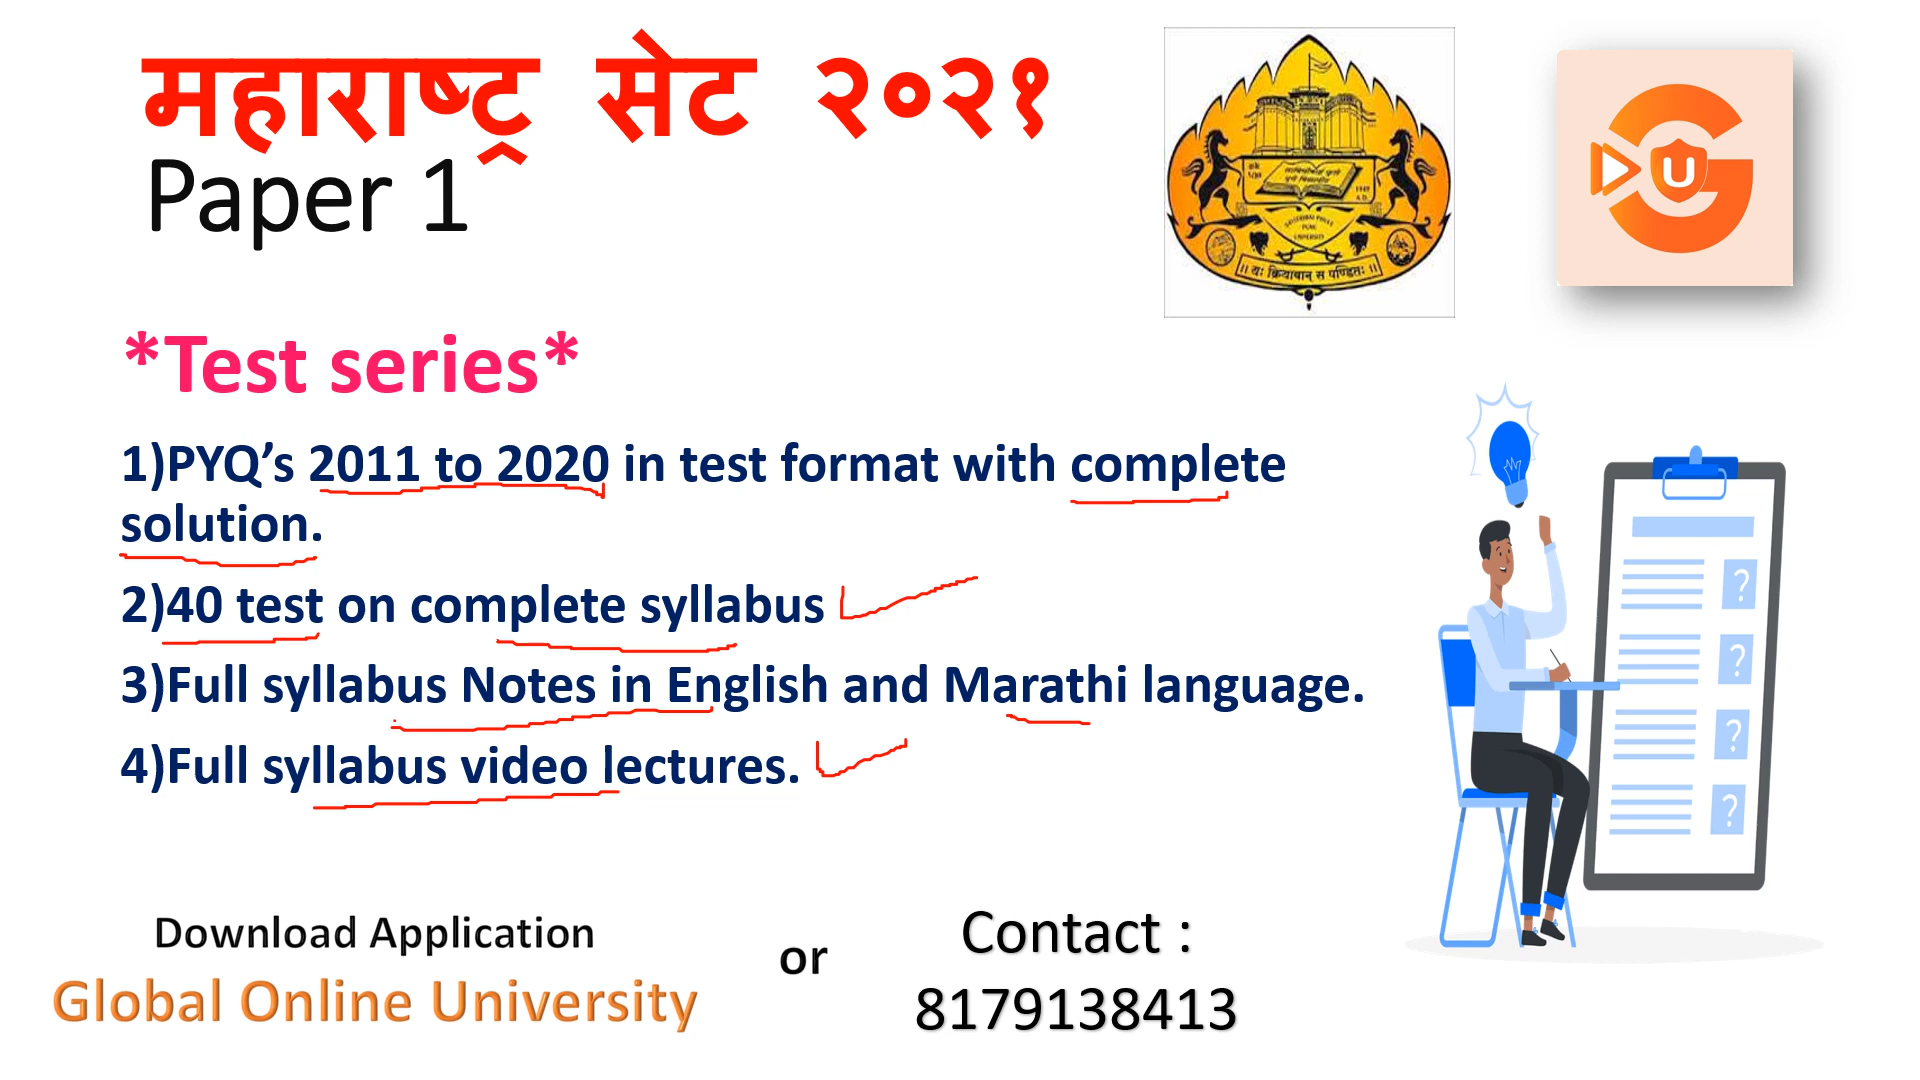 महाराष्ट्र सेट २०२१
Paper 1
*Test series*
1)PYQ’s 2011 to 2020 in test format with complete
solution.
2)40 test on complete syllabus
3)Full syllabus Notes in English and Marathi language.
4)Full syllabus video lectures.
Download Application
Global Online University
or
Contact :
8179138413
॥ यः क्रियावान् स पण्डितः ॥
U
?
?
?
?